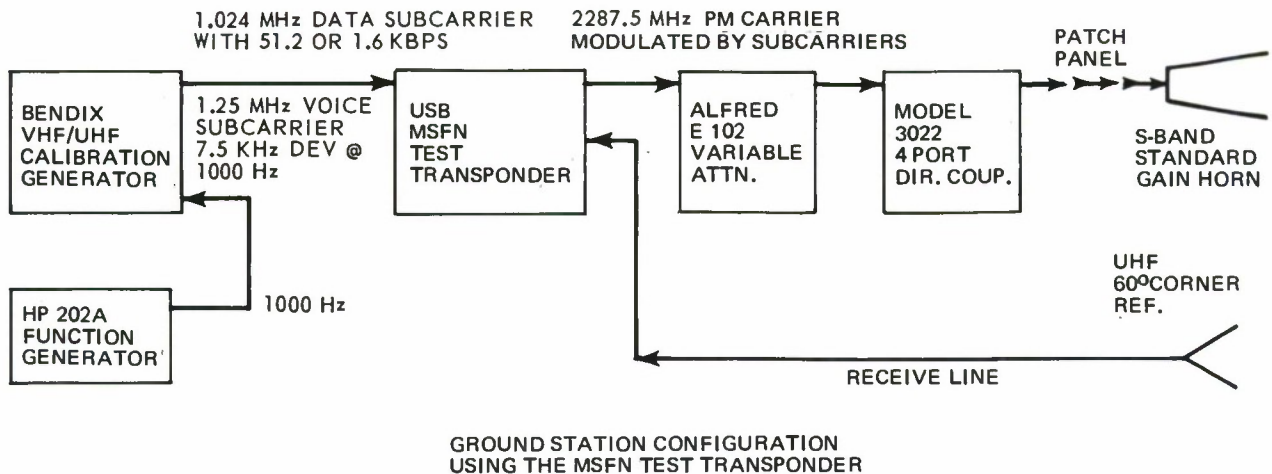 1.024 MHz DATA SUBCARRIER
WITH 51.2 OR 1.6 KBPS
2287.5 MHz PM CARRIER
MODULATED BY SUBCARRIERS
PATCH
PANEL
BENDIX
VHF/UHF
CALIBRATION
GENERATOR
1.25 MHz VOICE
SUBCARRIER
7.5 KHz DEV @
1000 Hz
USB
MSFN
TEST
TRANSPONDER
ALFRED
E 102
VARIABLE
ATTN.
MODEL
3022
4 PORT
DIR. COUP.
S-BAND
STANDARD
GAIN HORN
HP 202A
FUNCTION
GENERATOR
1000 Hz
UHF
60ºCORNER
REF.
RECEIVE LINE
GROUND STATION CONFIGURATION
USING THE MSFN TEST TRANSPONDER